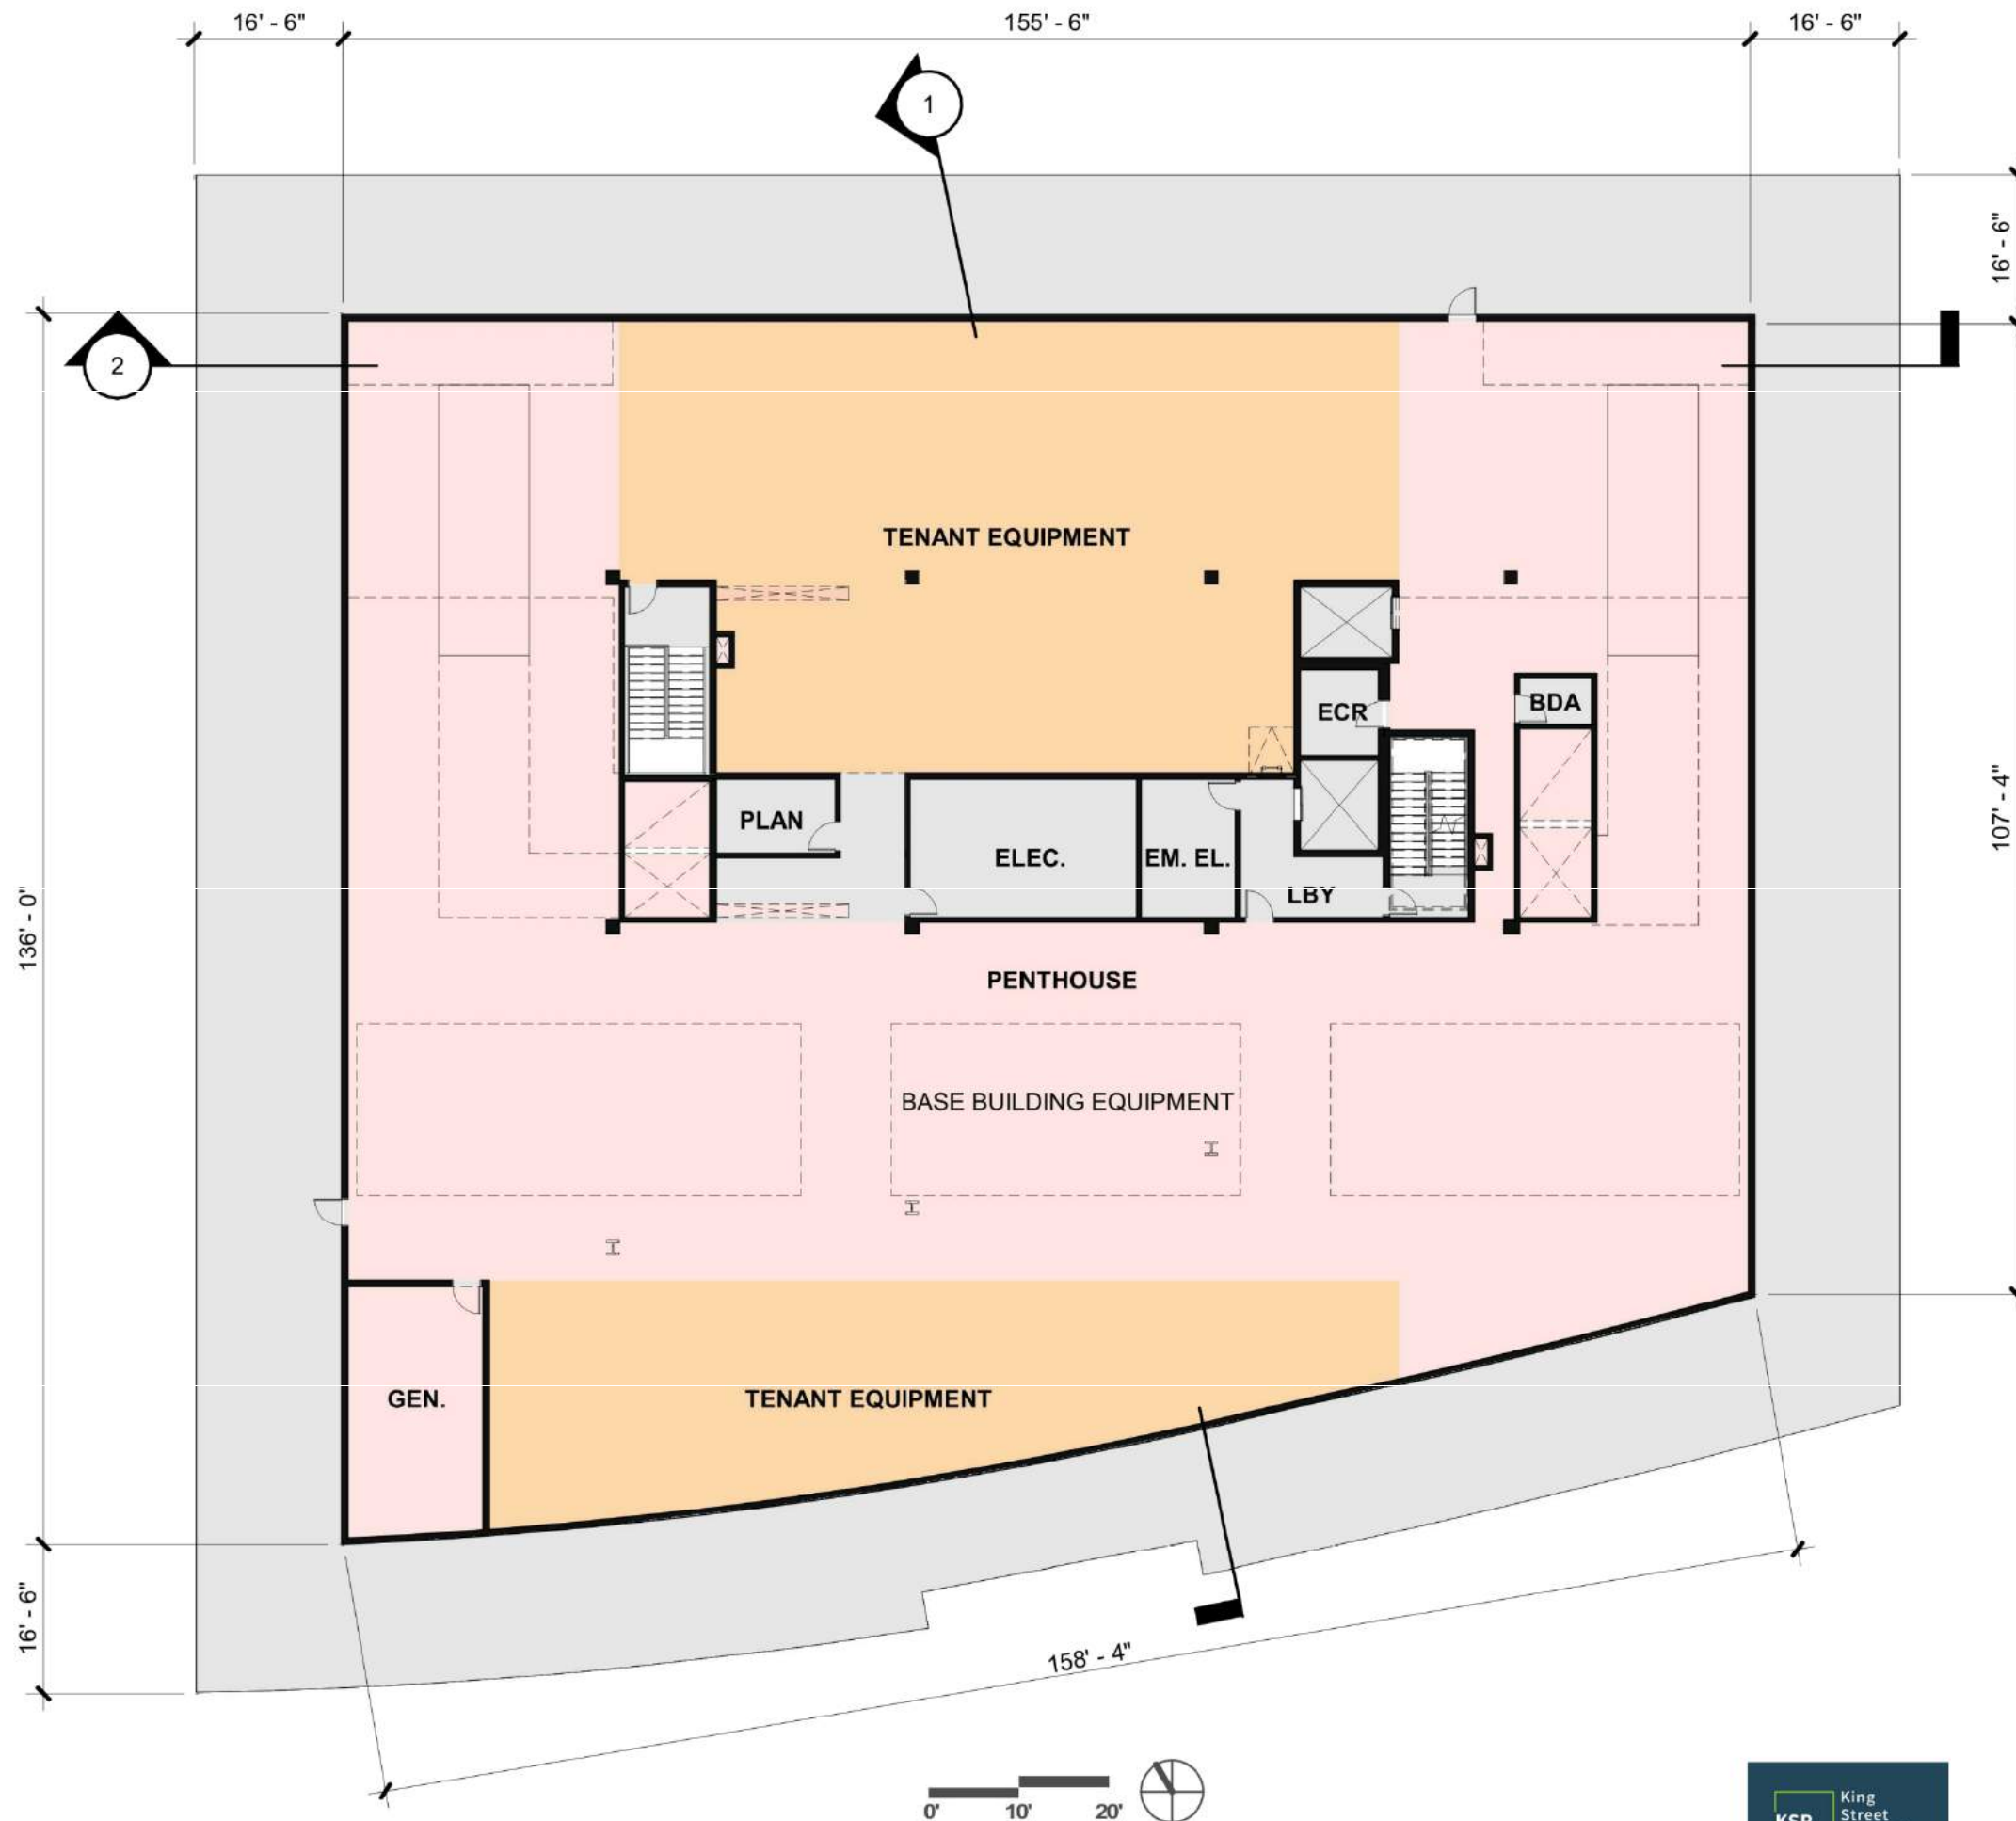 16' - 6"
155' - 6"
16' - 6"
1
16' - 6"
2
TENANT EQUIPMENT
ECR
BDA
107' - 4"
PLAN
ELEC.
EM. EL.
LBY
136' - 0"
PENTHOUSE
BASE BUILDING EQUIPMENT
GEN.
TENANT EQUIPMENT
16' - 6"
158' - 4"
0' 10' 20'
King
Street